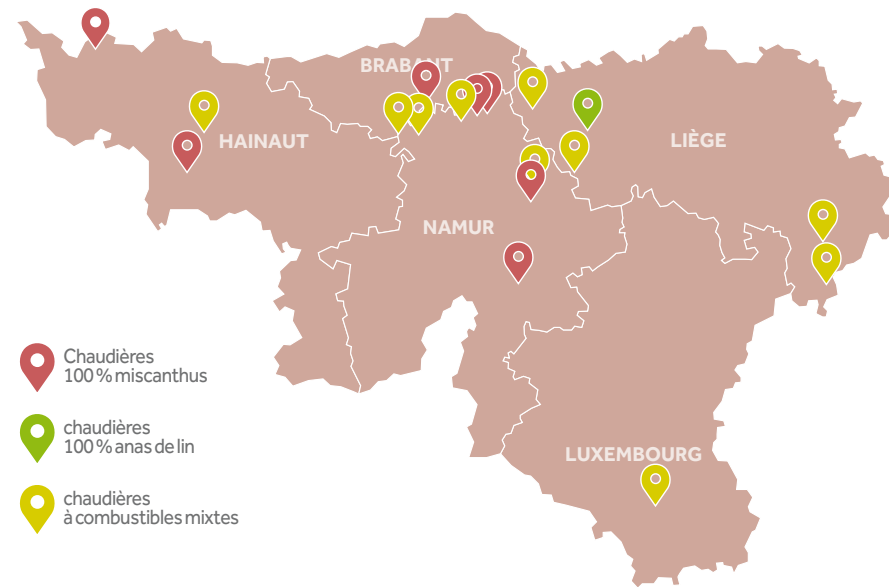 BRABANT
HAINAUT
LIÈGE
NAMUR
Chaudières
100 % miscanthus
chaudières
100 % anas de lin
LUXEMBOURG
chaudières
à combustibles mixtes